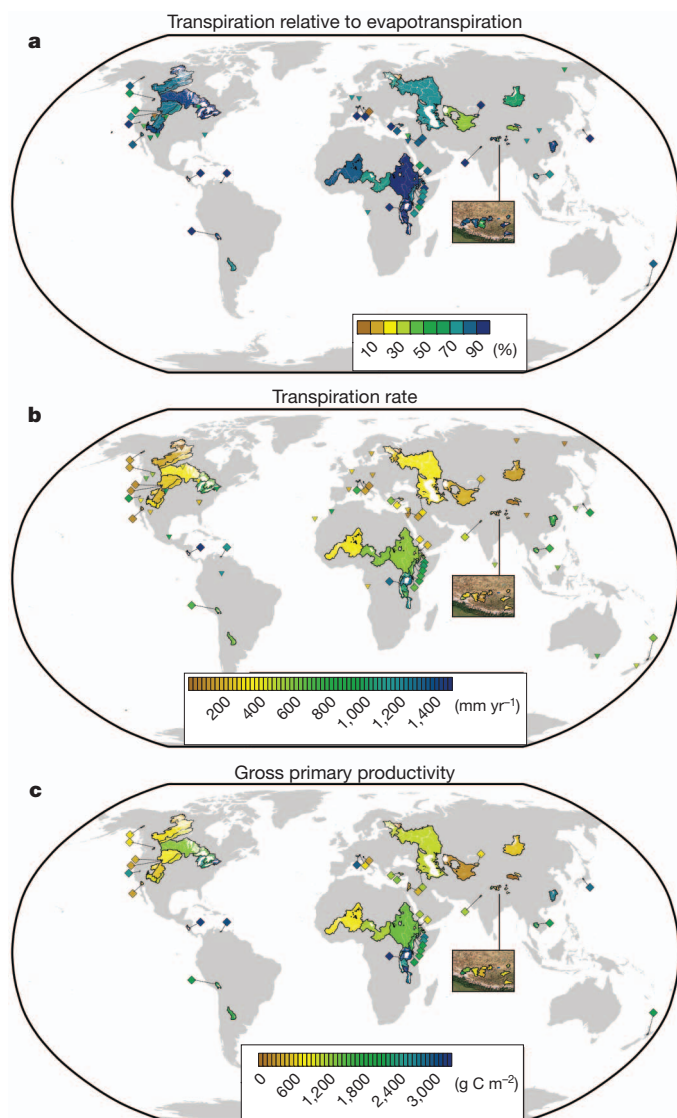 Transpiration relative to evapotranspiration
a
10 30 50 70 90 (%)
Transpiration rate
b
200 400 600 800 1,000 1,200 1,400 (mm yr⁻¹)
Gross primary productivity
c
0 600 1,200 1,800 2,400 3,000 (g C m⁻²)